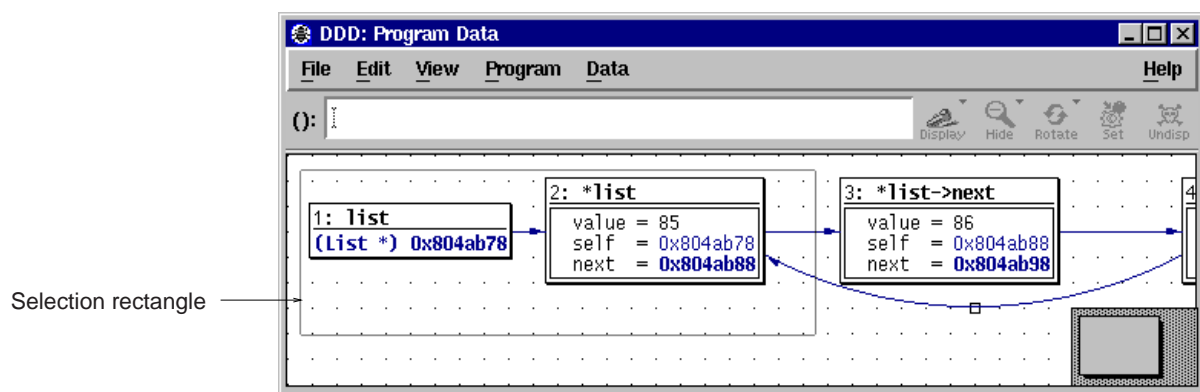 DDD: Program Data
File Edit View Program Data Help
():
Display Hide Rotate Set Undisp
1: list
(List *) 0x804ab78
2: *list
value = 85
self = 0x804ab78
next = 0x804ab88
3: *list->next
value = 86
self = 0x804ab88
next = 0x804ab98
4
Selection rectangle